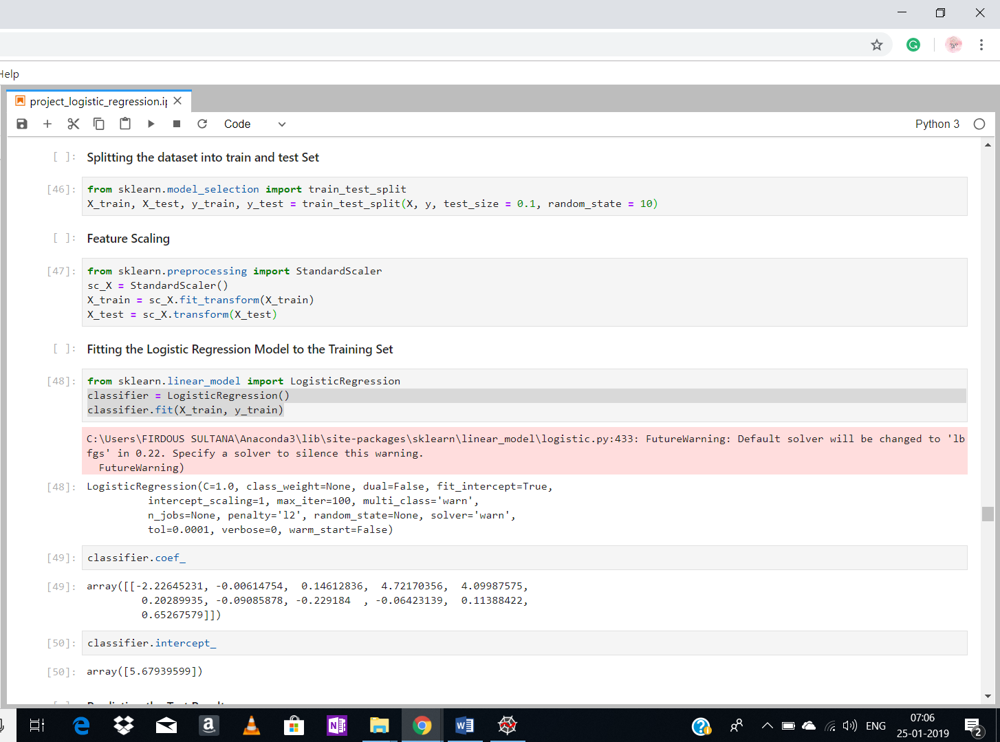 Help
project_logistic_regression.ip
Code
Python 3
[ ]: Splitting the dataset into train and test Set
[46]: from sklearn.model_selection import train_test_split
X_train, X_test, y_train, y_test = train_test_split(X, y, test_size = 0.1, random_state = 10)
[ ]: Feature Scaling
[47]: from sklearn.preprocessing import StandardScaler
sc_X = StandardScaler()
X_train = sc_X.fit_transform(X_train)
X_test = sc_X.transform(X_test)
[ ]: Fitting the Logistic Regression Model to the Training Set
[48]: from sklearn.linear_model import LogisticRegression
classifier = LogisticRegression()
classifier.fit(X_train, y_train)
C:\Users\FIRDOUS SULTANA\Anaconda3\lib\site-packages\sklearn\linear_model\logistic.py:433: FutureWarning: Default solver will be changed to 'lb
fgs' in 0.22. Specify a solver to silence this warning.
FutureWarning)
[48]: LogisticRegression(C=1.0, class_weight=None, dual=False, fit_intercept=True,
intercept_scaling=1, max_iter=100, multi_class='warn',
n_jobs=None, penalty='l2', random_state=None, solver='warn',
tol=0.0001, verbose=0, warm_start=False)
[49]: classifier.coef_
[49]: array([[-2.22645231, -0.00614754,  0.14612836,  4.72170356,  4.09987575,
0.20289935, -0.09085878, -0.229184  , -0.06423139,  0.11388422,
0.65267579]])
[50]: classifier.intercept_
[50]: array([5.67939599])
07:06
ENG
25-01-2019
2